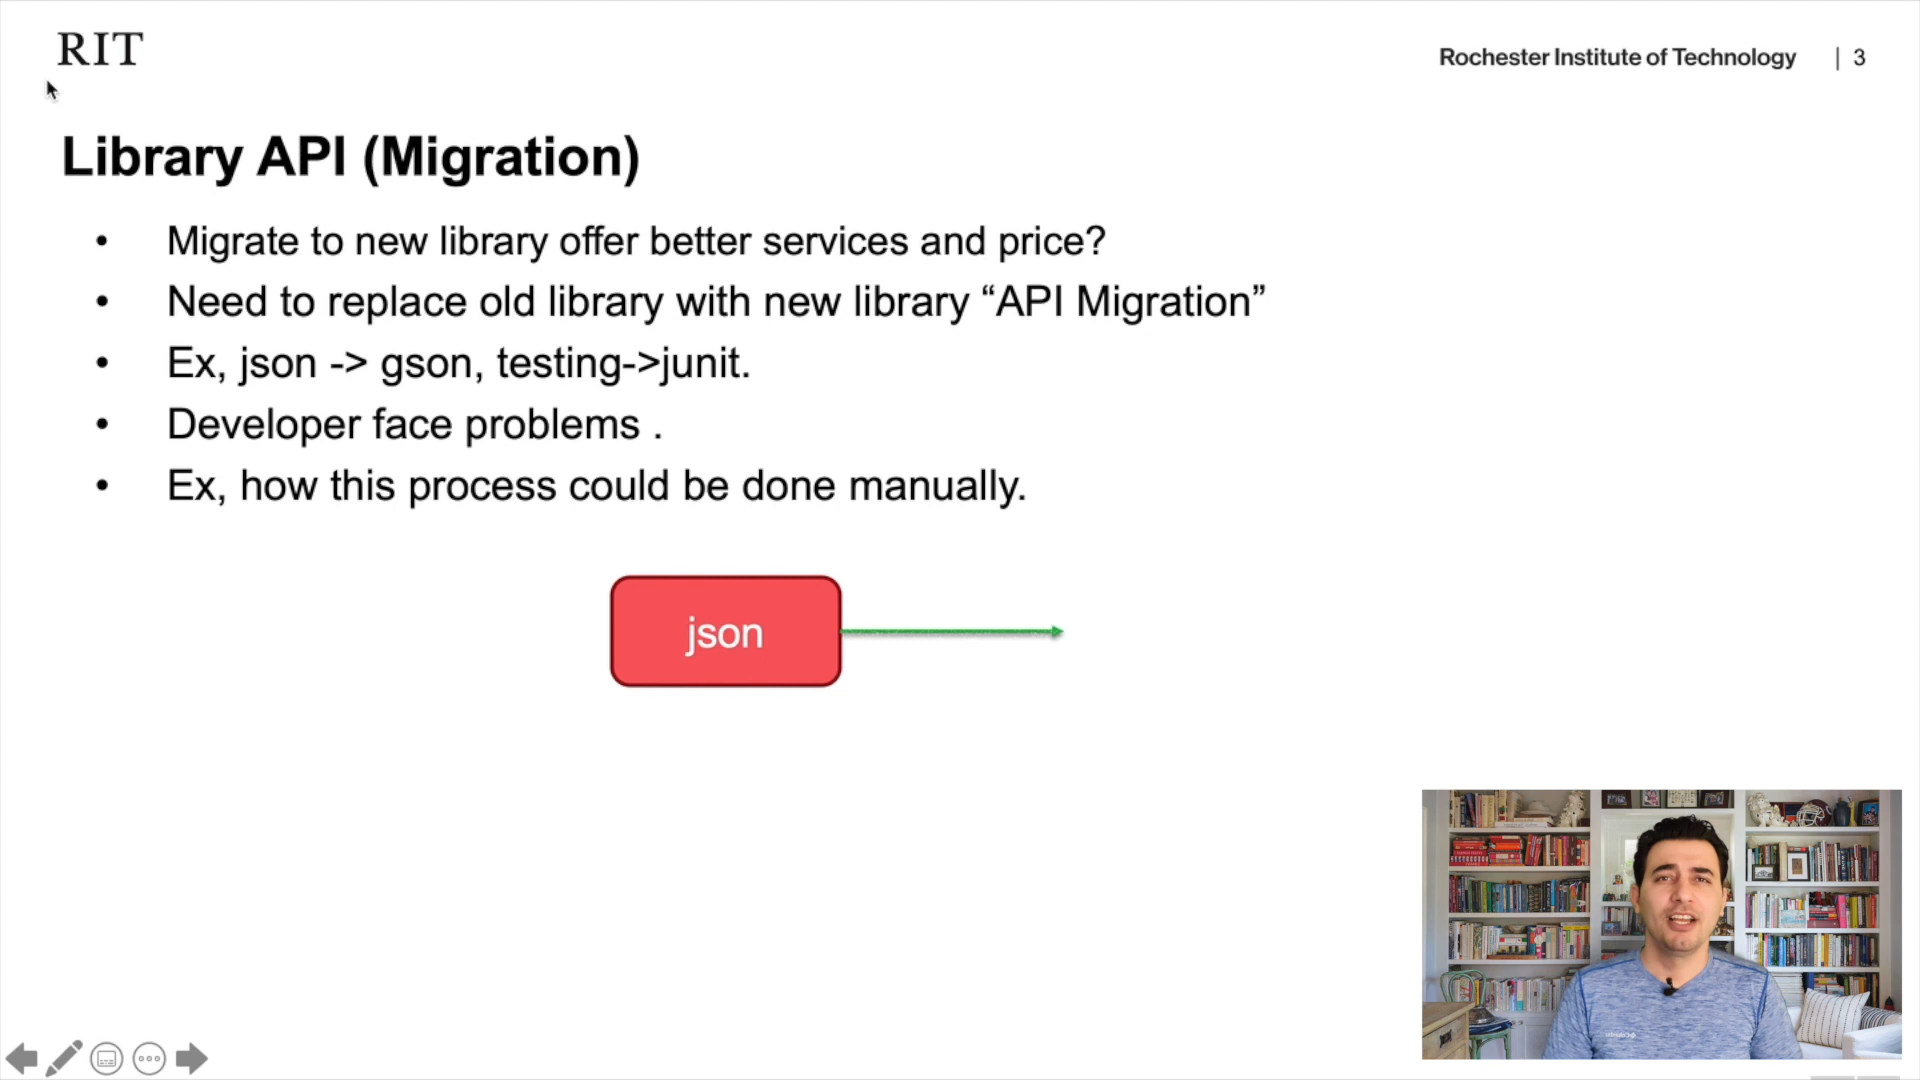 RIT
Rochester Institute of Technology | 3
Library API (Migration)
• Migrate to new library offer better services and price?
• Need to replace old library with new library “API Migration”
• Ex, json -> gson, testing->junit.
• Developer face problems .
• Ex, how this process could be done manually.
json